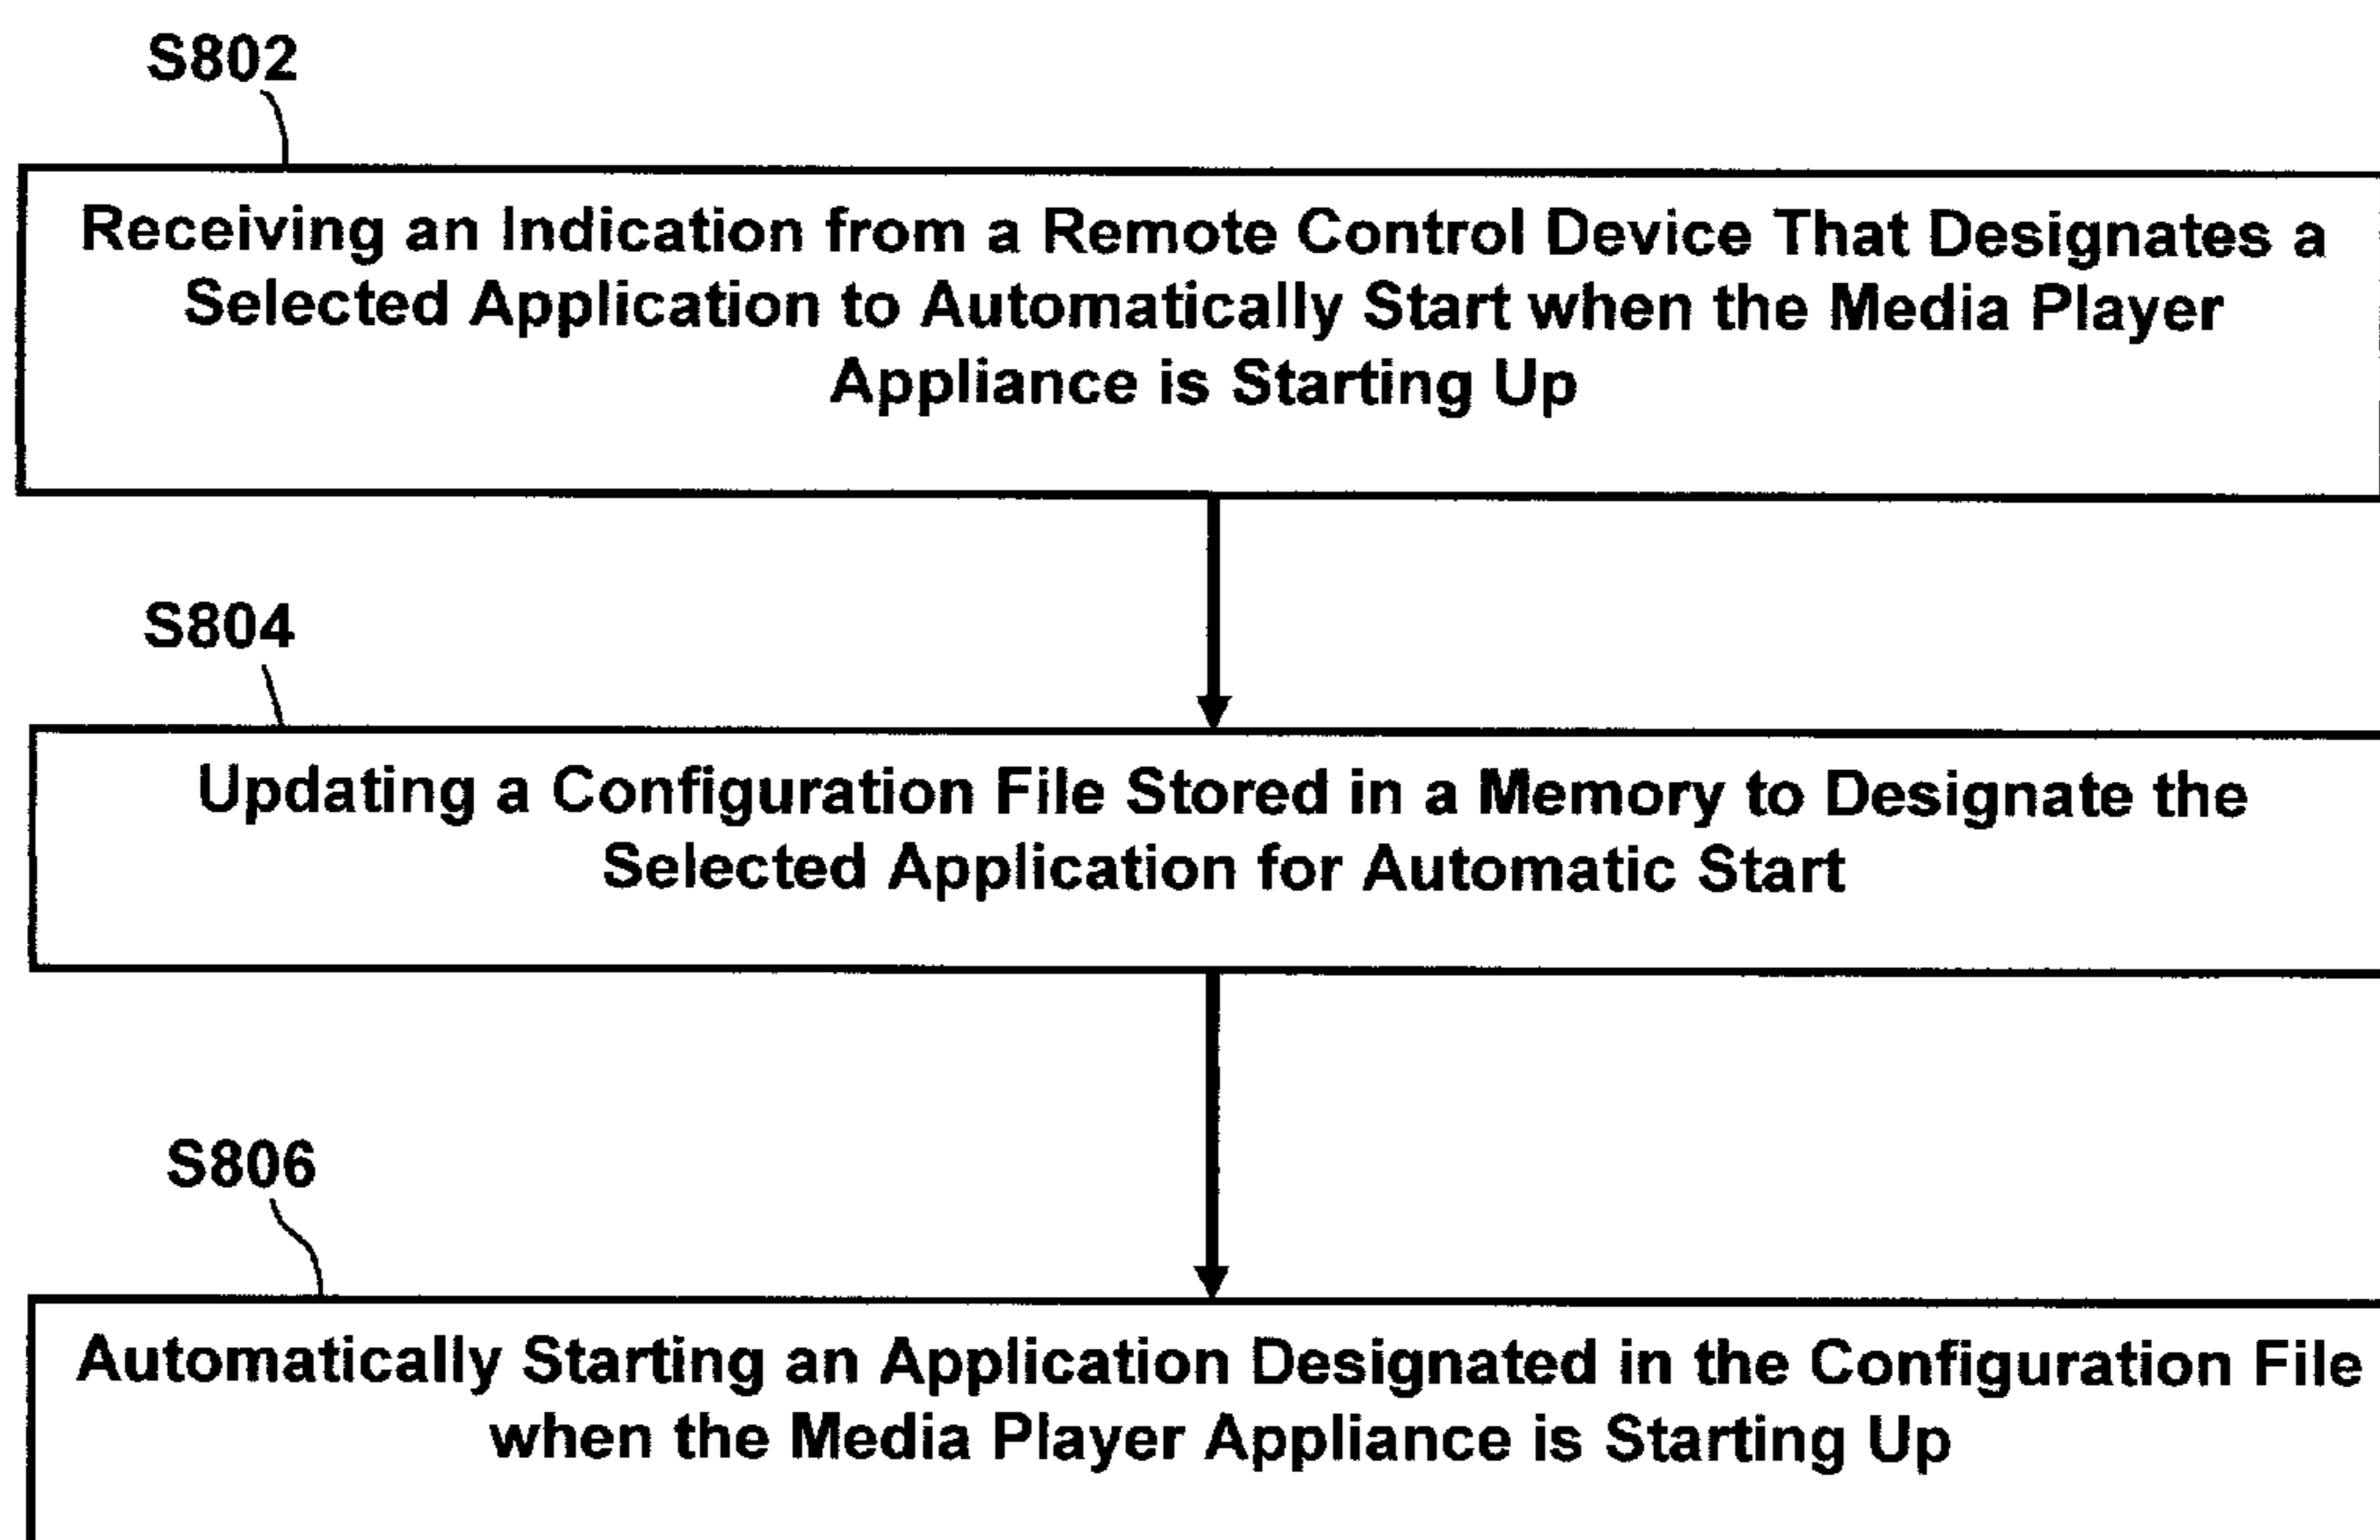 S802
Receiving an Indication from a Remote Control Device That Designates a
Selected Application to Automatically Start when the Media Player
Appliance is Starting Up
S804
Updating a Configuration File Stored in a Memory to Designate the
Selected Application for Automatic Start
S806
Automatically Starting an Application Designated in the Configuration File
when the Media Player Appliance is Starting Up